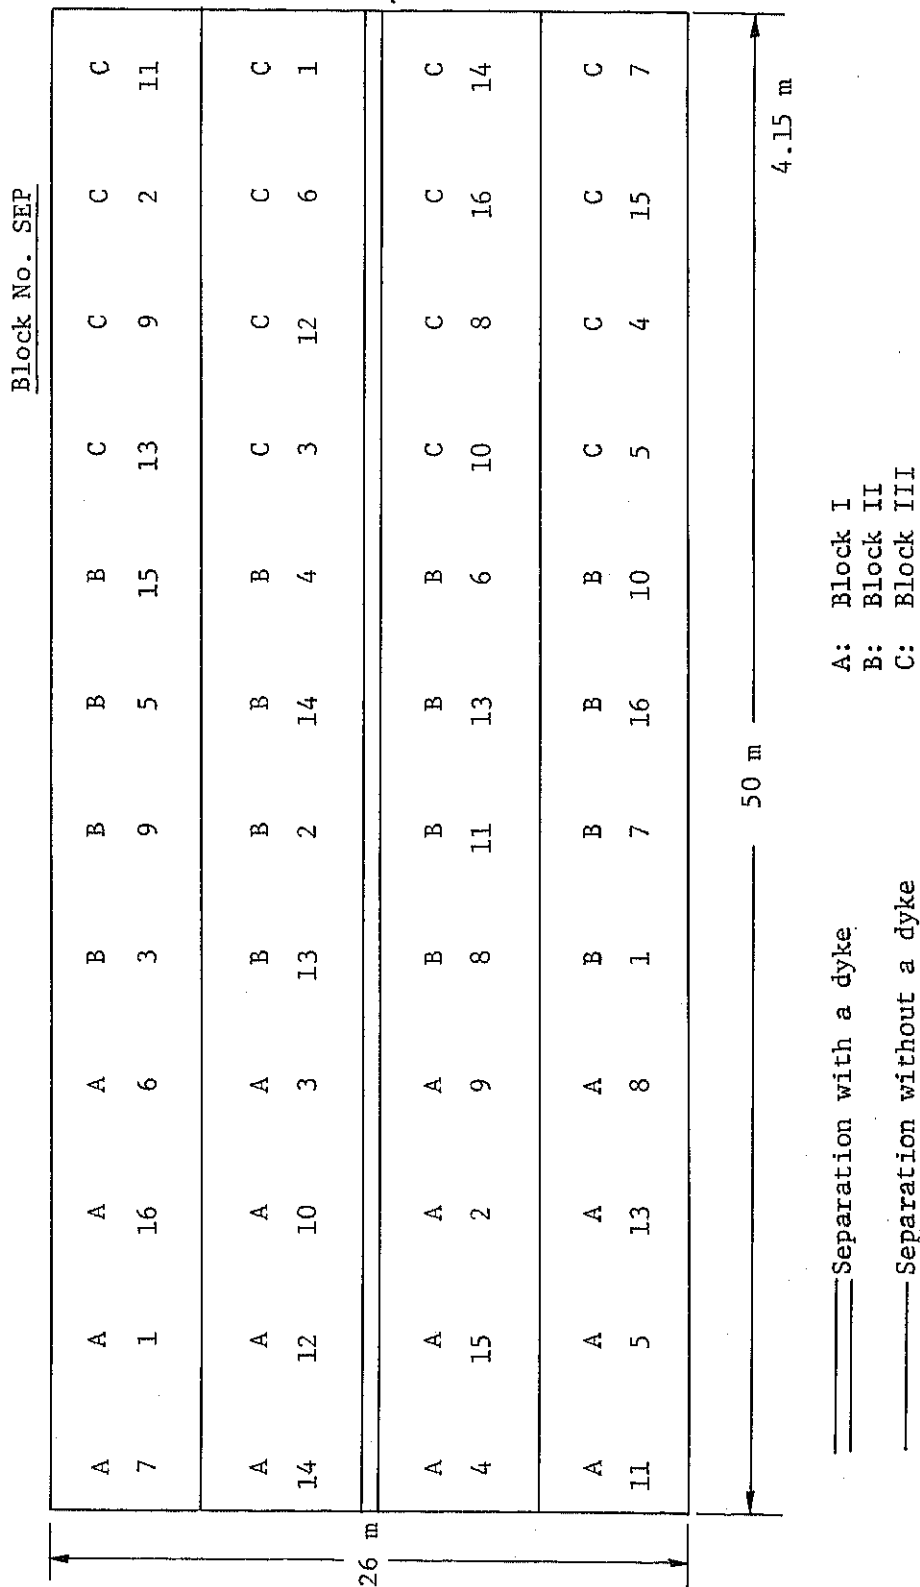 Block No. SEP
A A A A B B B B C C C C
7 1 16 6 3 9 5 15 13 9 2 11
A A A A B B B B C C C C
14 12 10 3 13 2 14 4 3 12 6 1
26 m
A A A A B B B B C C C C
4 15 2 9 8 11 13 6 10 8 16 14
A A A A B B B B C C C C
11 5 13 8 1 7 16 10 5 4 15 7
50 m
4.15 m
Separation with a dyke
Separation without a dyke
A: Block I
B: Block II
C: Block III